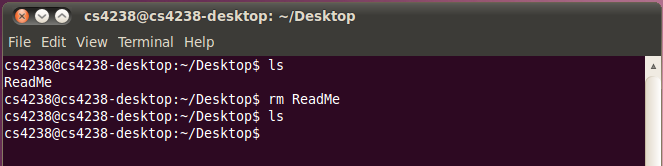 cs4238@cs4238-desktop: ~/Desktop
File Edit View Terminal Help
cs4238@cs4238-desktop:~/Desktop$ ls
ReadMe
cs4238@cs4238-desktop:~/Desktop$ rm ReadMe
cs4238@cs4238-desktop:~/Desktop$ ls
cs4238@cs4238-desktop:~/Desktop$